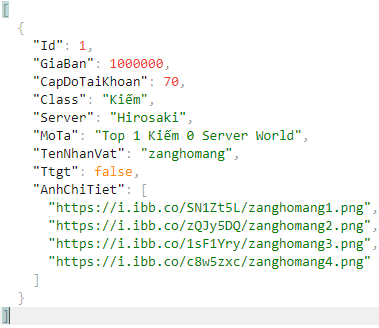 [
{
"Id": 1,
"GiaBan": 1000000,
"CapDoTaiKhoan": 70,
"Class": "Kiếm",
"Server": "Hirosaki",
"MoTa": "Top 1 Kiếm 0 Server World",
"TenNhanVat": "zanghomang",
"Ttgt": false,
"AnhChiTiet": [
"https://i.ibb.co/SN1Zt5L/zanghomang1.png",
"https://i.ibb.co/zQJy5DQ/zanghomang2.png",
"https://i.ibb.co/1sF1Yry/zanghomang3.png",
"https://i.ibb.co/c8w5zxc/zanghomang4.png"
]
}
]